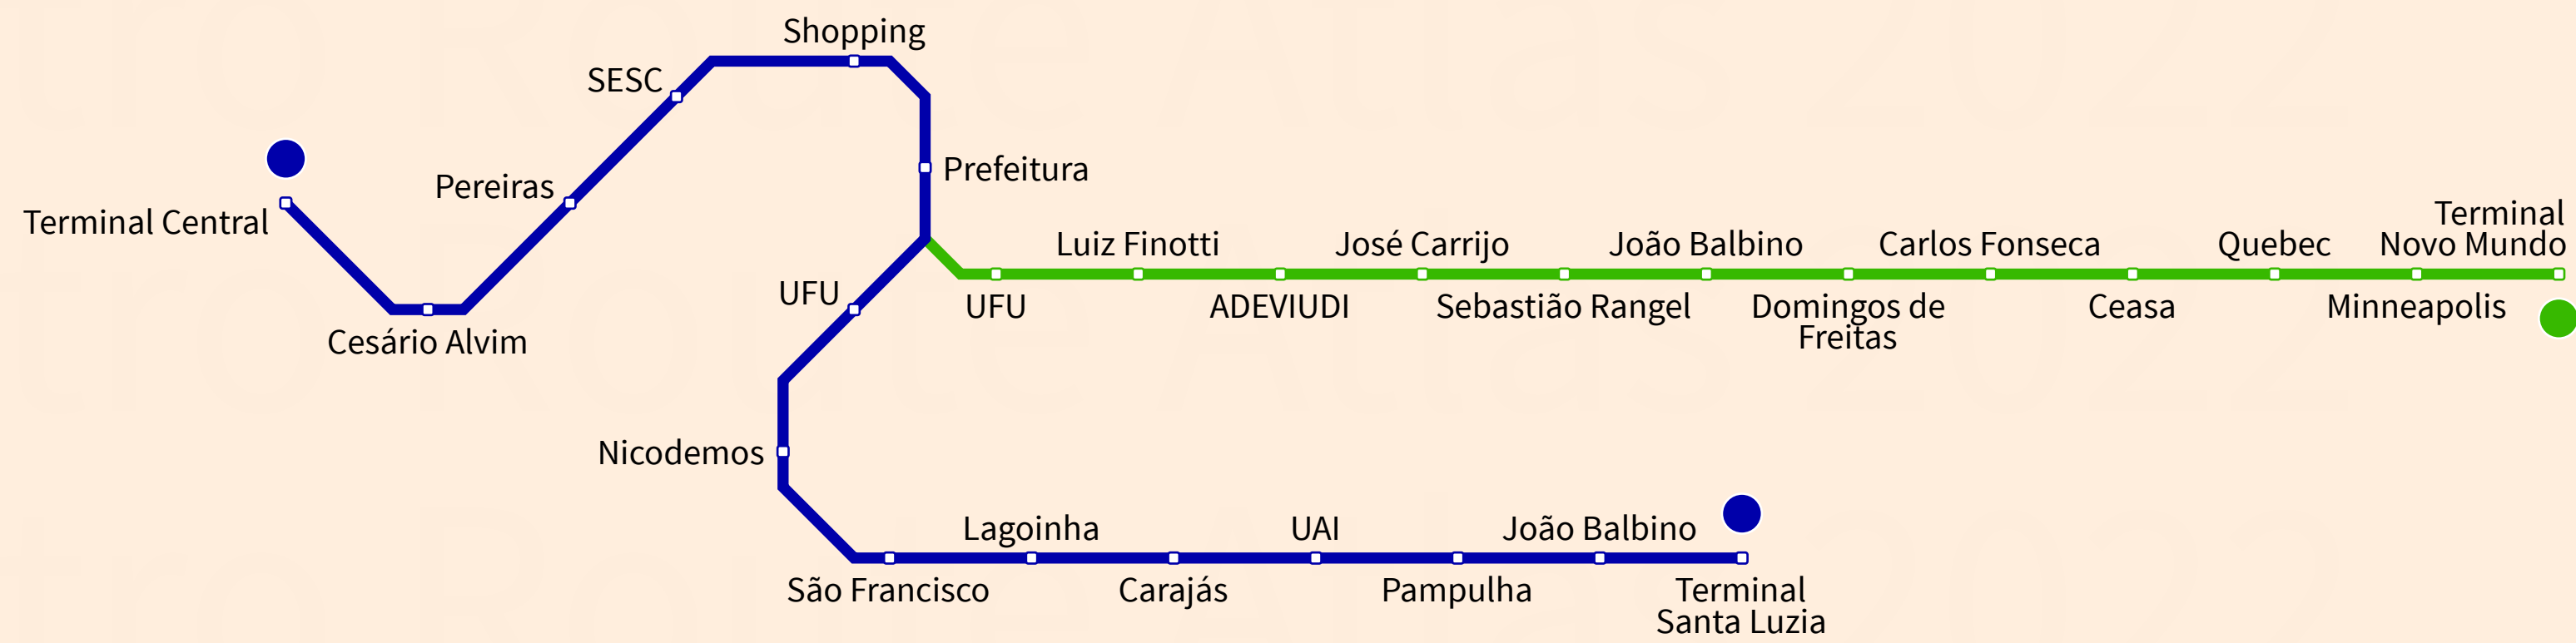 Shopping
SESC
Prefeitura
Pereiras
Terminal Central
Cesário Alvim
UFU
Nicodemos
Luiz Finotti
José Carrijo
João Balbino
Carlos Fonseca
Quebec
Terminal
Novo Mundo
UFU
ADEVIUDI
Sebastião Rangel
Domingos de
Freitas
Ceasa
Minneapolis
Lagoinha
UAI
João Balbino
São Francisco
Carajás
Pampulha
Terminal
Santa Luzia